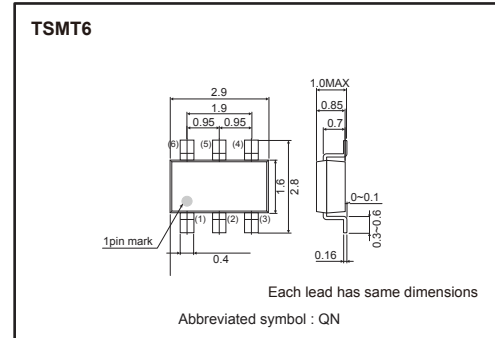 TSMT6
2.9
1.9
0.95 0.95
(6) (5) (4)
1.6
2.8
(1) (2) (3)
1pin mark
0.4
1.0MAX
0.85
0.7
0~0.1
0.3~0.6
0.16
Each lead has same dimensions
Abbreviated symbol : QN